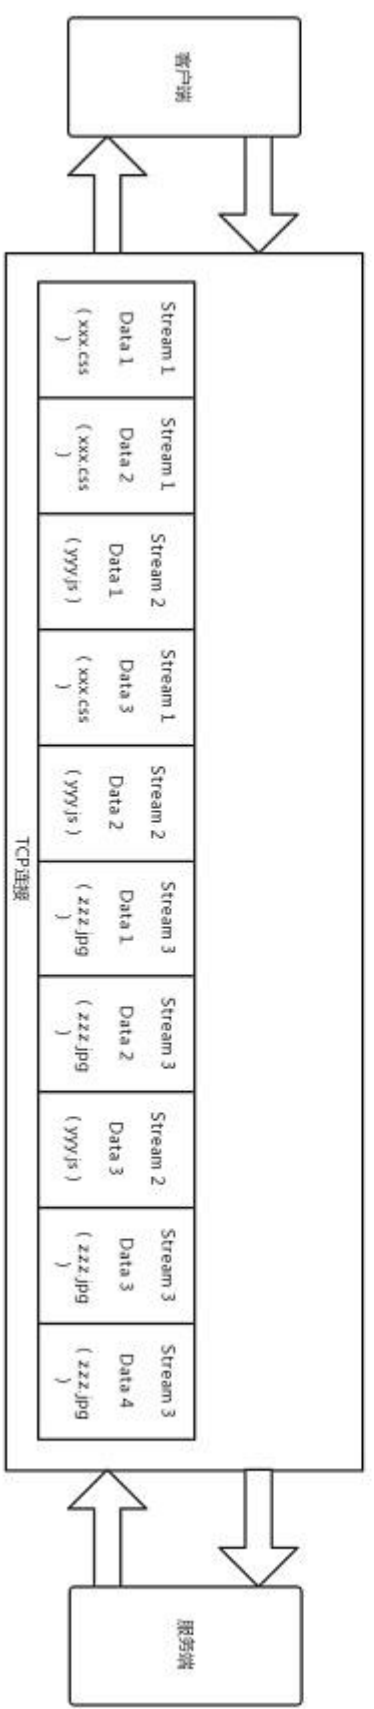 客户端
Stream 1
Data 1
( xxx.css
)
Stream 1
Data 2
( xxx.css
)
Stream 2
Data 1
( yyy.js )
Stream 1
Data 3
( xxx.css
)
Stream 2
Data 2
( yyy.js )
Stream 3
Data 1
( zzz.jpg
)
Stream 3
Data 2
( zzz.jpg
)
Stream 2
Data 3
( yyy.js )
Stream 3
Data 3
( zzz.jpg
)
Stream 3
Data 4
( zzz.jpg
)
TCP连接
服务端